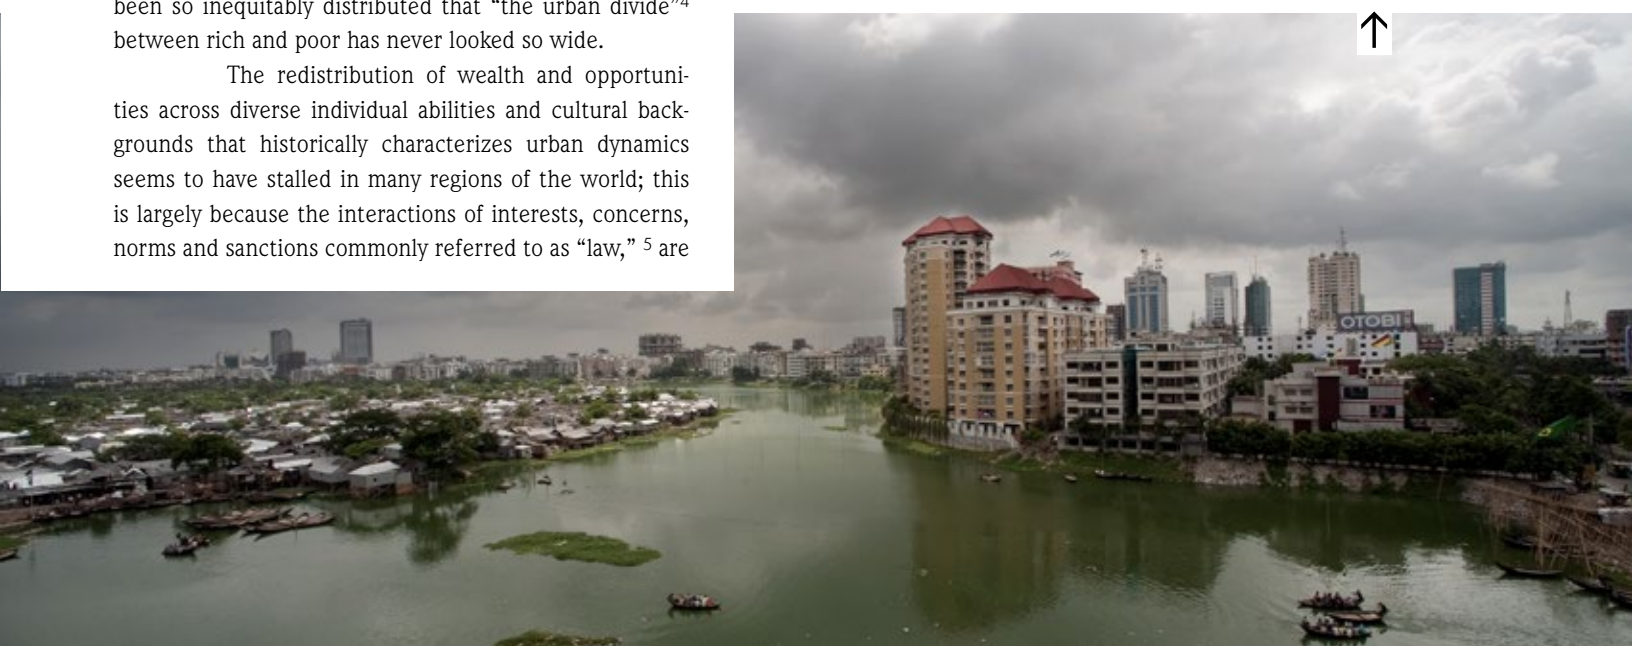 been so inequitably distributed that “the urban divide”4
between rich and poor has never looked so wide.
The redistribution of wealth and opportuni-
ties across diverse individual abilities and cultural back-
grounds that historically characterizes urban dynamics
seems to have stalled in many regions of the world; this
is largely because the interactions of interests, concerns,
norms and sanctions commonly referred to as “law,” 5 are
OTOBI